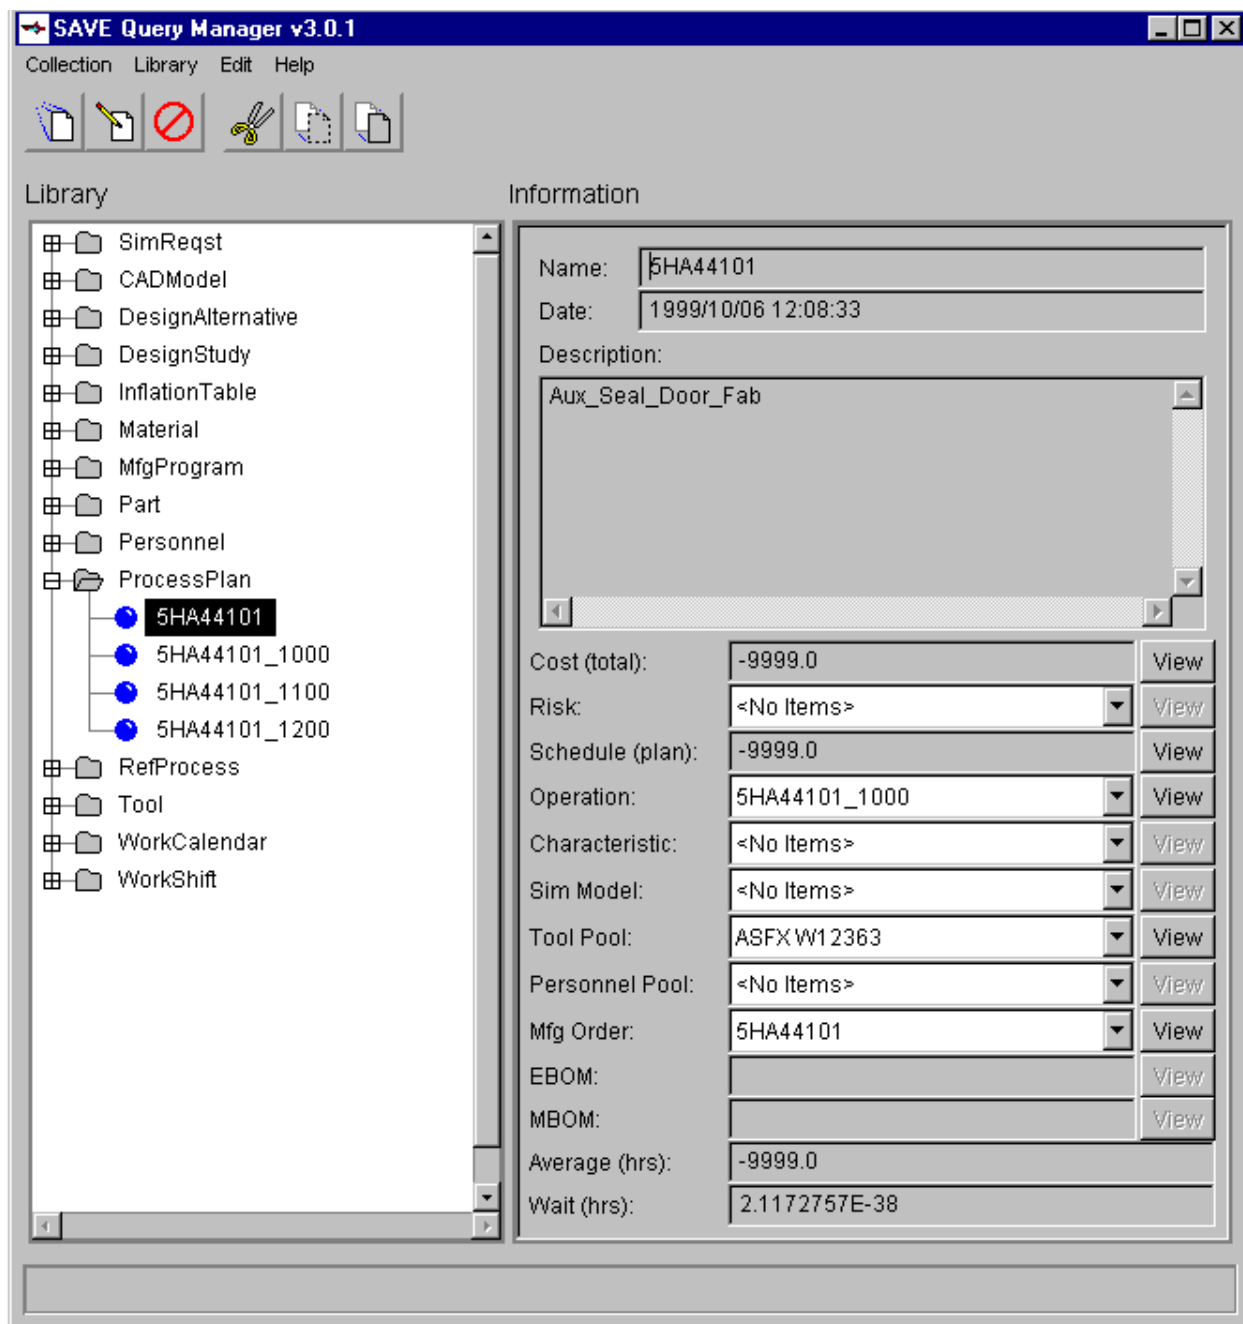 SAVE Query Manager v3.0.1
Collection Library Edit Help
Library
SimReqst
CADModel
DesignAlternative
DesignStudy
InflationTable
Material
MfgProgram
Part
Personnel
ProcessPlan
5HA44101
5HA44101_1000
5HA44101_1100
5HA44101_1200
RefProcess
Tool
WorkCalendar
WorkShift
Information
Name: 5HA44101
Date: 1999/10/06 12:08:33
Description:
Aux_Seal_Door_Fab
Cost (total): -9999.0 View
Risk: <No Items> View
Schedule (plan): -9999.0 View
Operation: 5HA44101_1000 View
Characteristic: <No Items> View
Sim Model: <No Items> View
Tool Pool: ASFX W12363 View
Personnel Pool: <No Items> View
Mfg Order: 5HA44101 View
EBOM: View
MBOM: View
Average (hrs): -9999.0
Wait (hrs): 2.1172757E-38